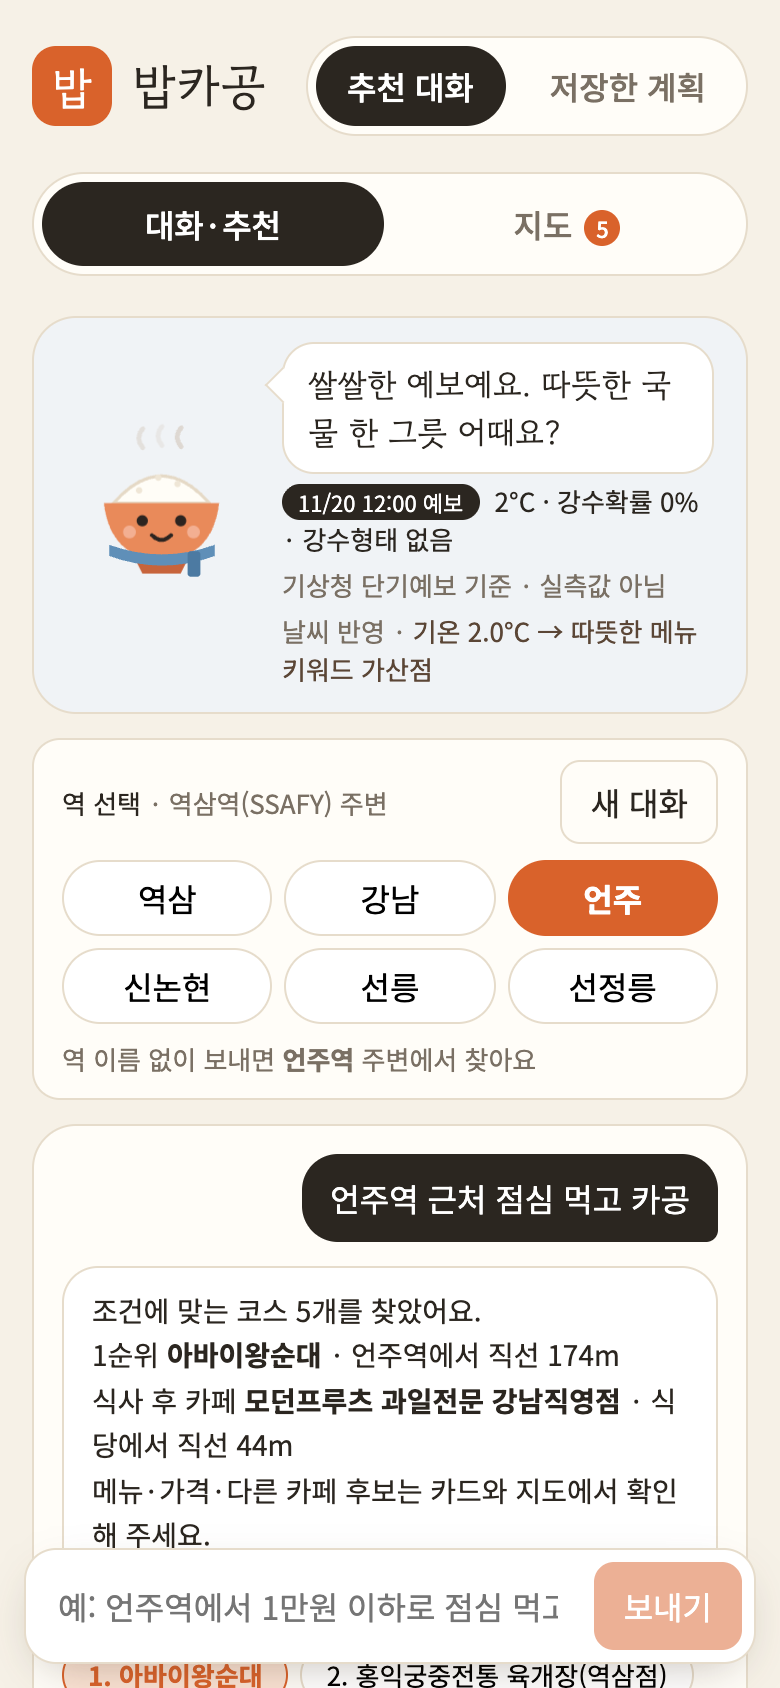 밥 밥카공 추천 대화 저장한 계획
대화·추천 지도 5
쌀쌀한 예보예요. 따뜻한 국
물 한 그릇 어때요?
11/20 12:00 예보 2°C · 강수확률 0%
· 강수형태 없음
기상청 단기예보 기준 · 실측값 아님
날씨 반영 · 기온 2.0°C → 따뜻한 메뉴
키워드 가산점
역 선택 · 역삼역(SSAFY) 주변 새 대화
역삼 강남 언주
신논현 선릉 선정릉
역 이름 없이 보내면 언주역 주변에서 찾아요
언주역 근처 점심 먹고 카공
조건에 맞는 코스 5개를 찾았어요.
1순위 아바이왕순대 · 언주역에서 직선 174m
식사 후 카페 모던프루츠 과일전문 강남직영점 · 식
당에서 직선 44m
메뉴·가격·다른 카페 후보는 카드와 지도에서 확인
해 주세요.
예: 언주역에서 1만원 이하로 점심 먹고 보내기
1. 아바이왕순대 2. 홍익궁중전통 육개장(역삼점)